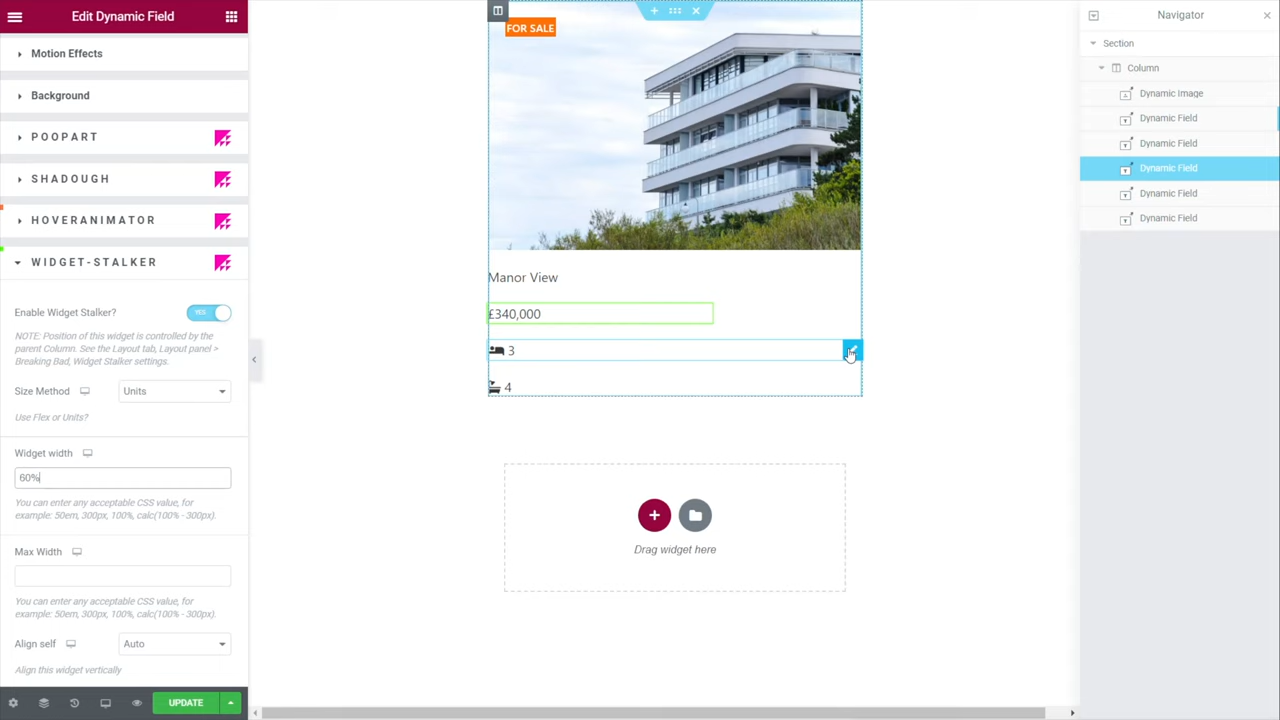 Edit Dynamic Field
Motion Effects
Background
POOPART
SHADOUGH
HOVERANIMATOR
WIDGET-STALKER
Enable Widget Stalker?
YES
NOTE: Position of this widget is controlled by the
parent Column. See the Layout tab, Layout panel >
Breaking Bad, Widget Stalker settings.
Size Method
Units
Use Flex or Units?
Widget width
60%
You can enter any acceptable CSS value, for
example: 50em, 300px, 100%, calc(100% - 300px).
Max Width
You can enter any acceptable CSS value, for
example: 50em, 300px, 100%, calc(100% - 300px).
Align self
Auto
Align this widget vertically
UPDATE
FOR SALE
Manor View
£340,000
3
4
Drag widget here
Navigator
Section
Column
Dynamic Image
Dynamic Field
Dynamic Field
Dynamic Field
Dynamic Field
Dynamic Field